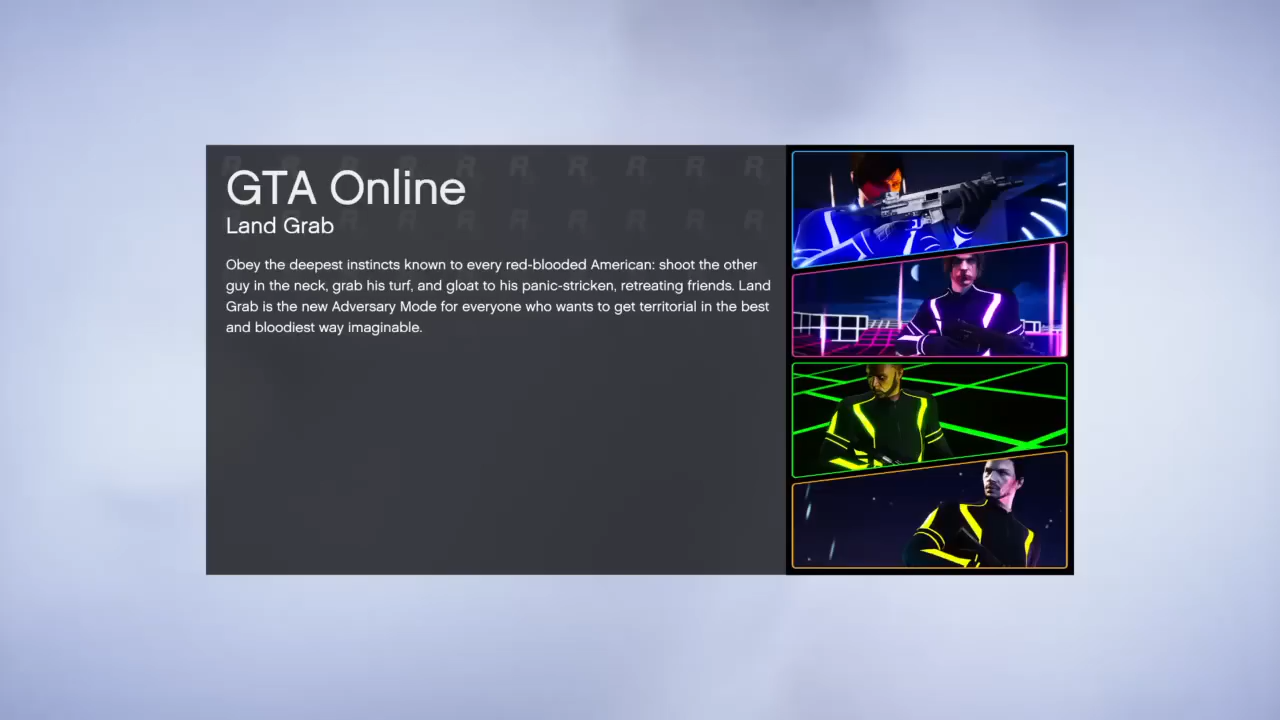 GTA Online
Land Grab
Obey the deepest instincts known to every red-blooded American: shoot the other
guy in the neck, grab his turf, and gloat to his panic-stricken, retreating friends. Land
Grab is the new Adversary Mode for everyone who wants to get territorial in the best
and bloodiest way imaginable.